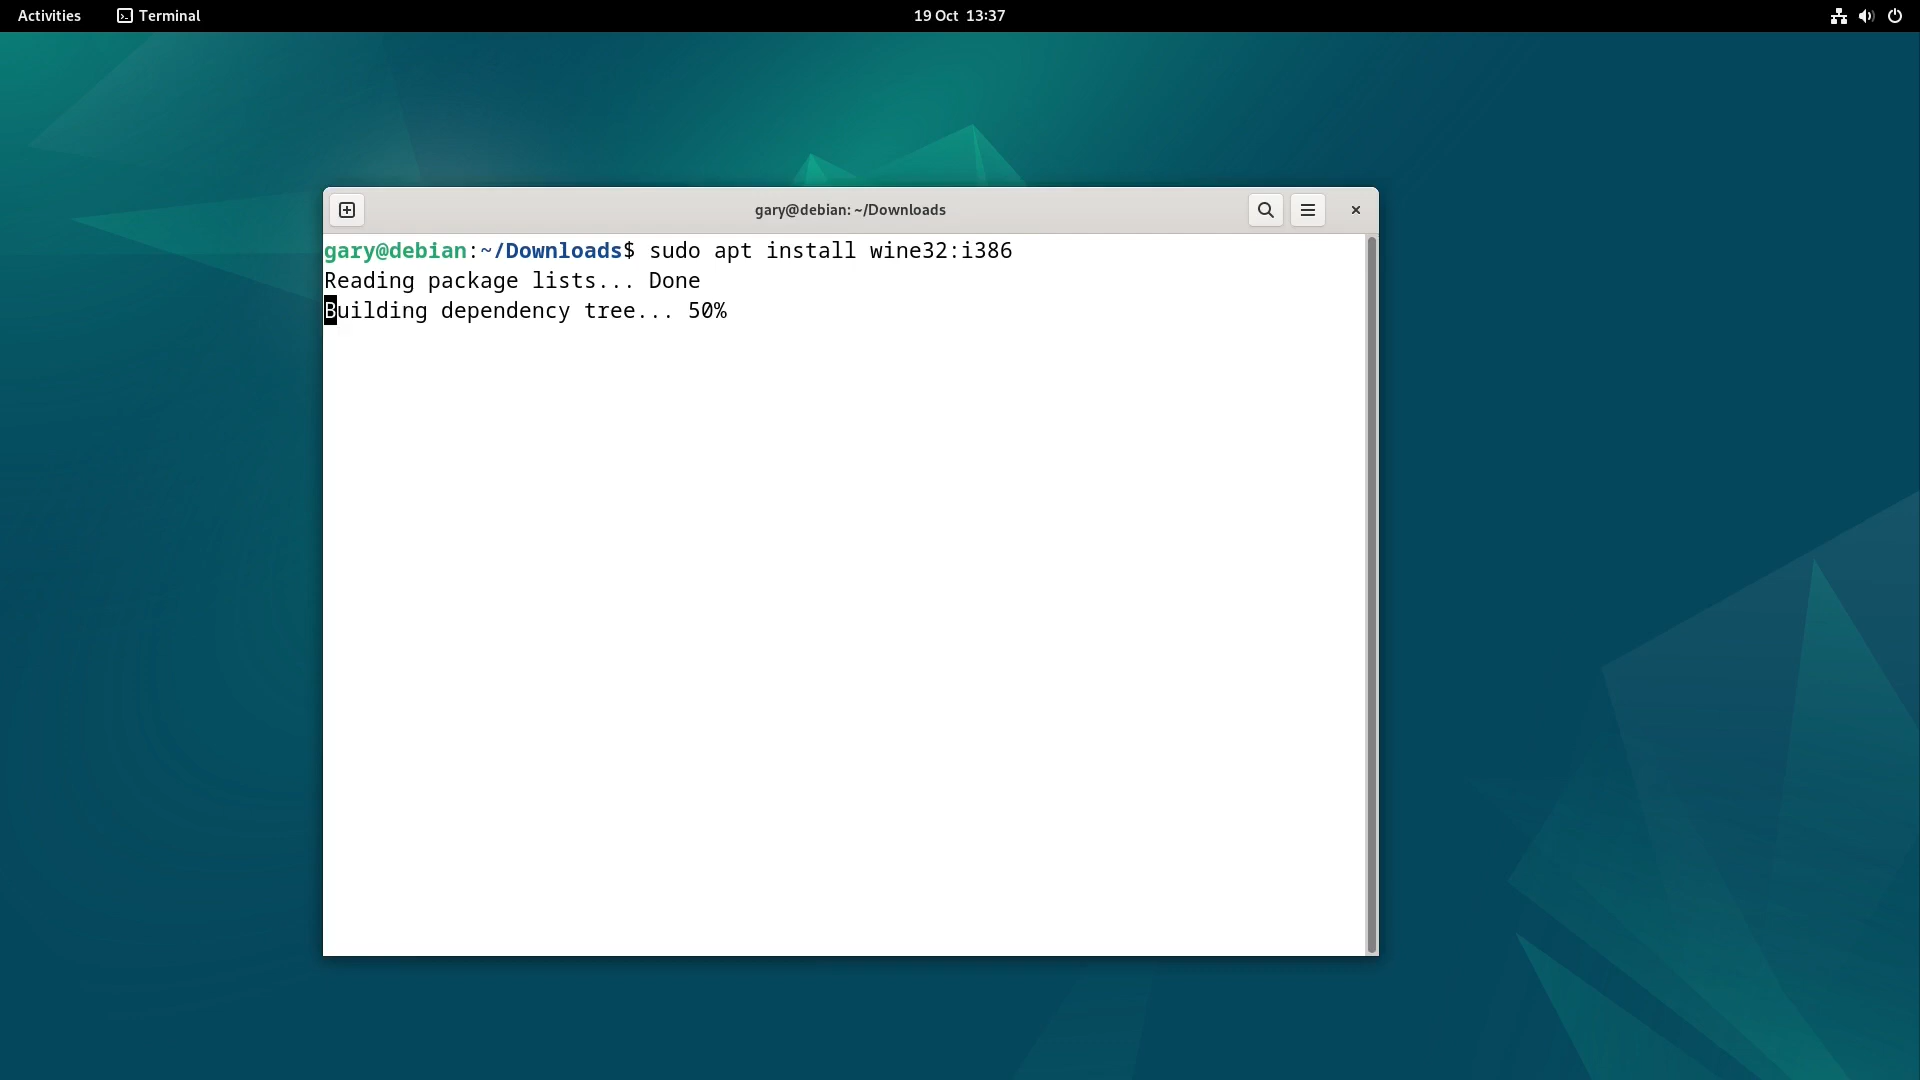 Activities Terminal 19 Oct 13:37
gary@debian: ~/Downloads
gary@debian:~/Downloads$ sudo apt install wine32:i386
Reading package lists... Done
Building dependency tree... 50%